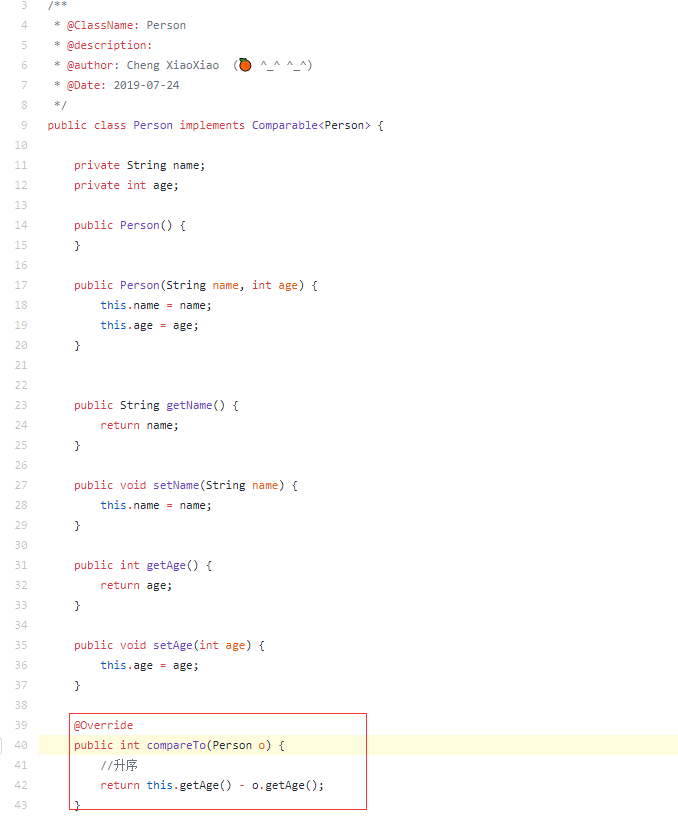 3 /**
4 * @ClassName: Person
5 * @description:
6 * @author: Cheng XiaoXiao (🍊 ^_^ ^_^)
7 * @Date: 2019-07-24
8 */
9 public class Person implements Comparable<Person> {
10
11 private String name;
12 private int age;
13
14 public Person() {
15 }
16
17 public Person(String name, int age) {
18 this.name = name;
19 this.age = age;
20 }
21
22
23 public String getName() {
24 return name;
25 }
26
27 public void setName(String name) {
28 this.name = name;
29 }
30
31 public int getAge() {
32 return age;
33 }
34
35 public void setAge(int age) {
36 this.age = age;
37 }
38
39 @Override
40 public int compareTo(Person o) {
41 //升序
42 return this.getAge() - o.getAge();
43 }